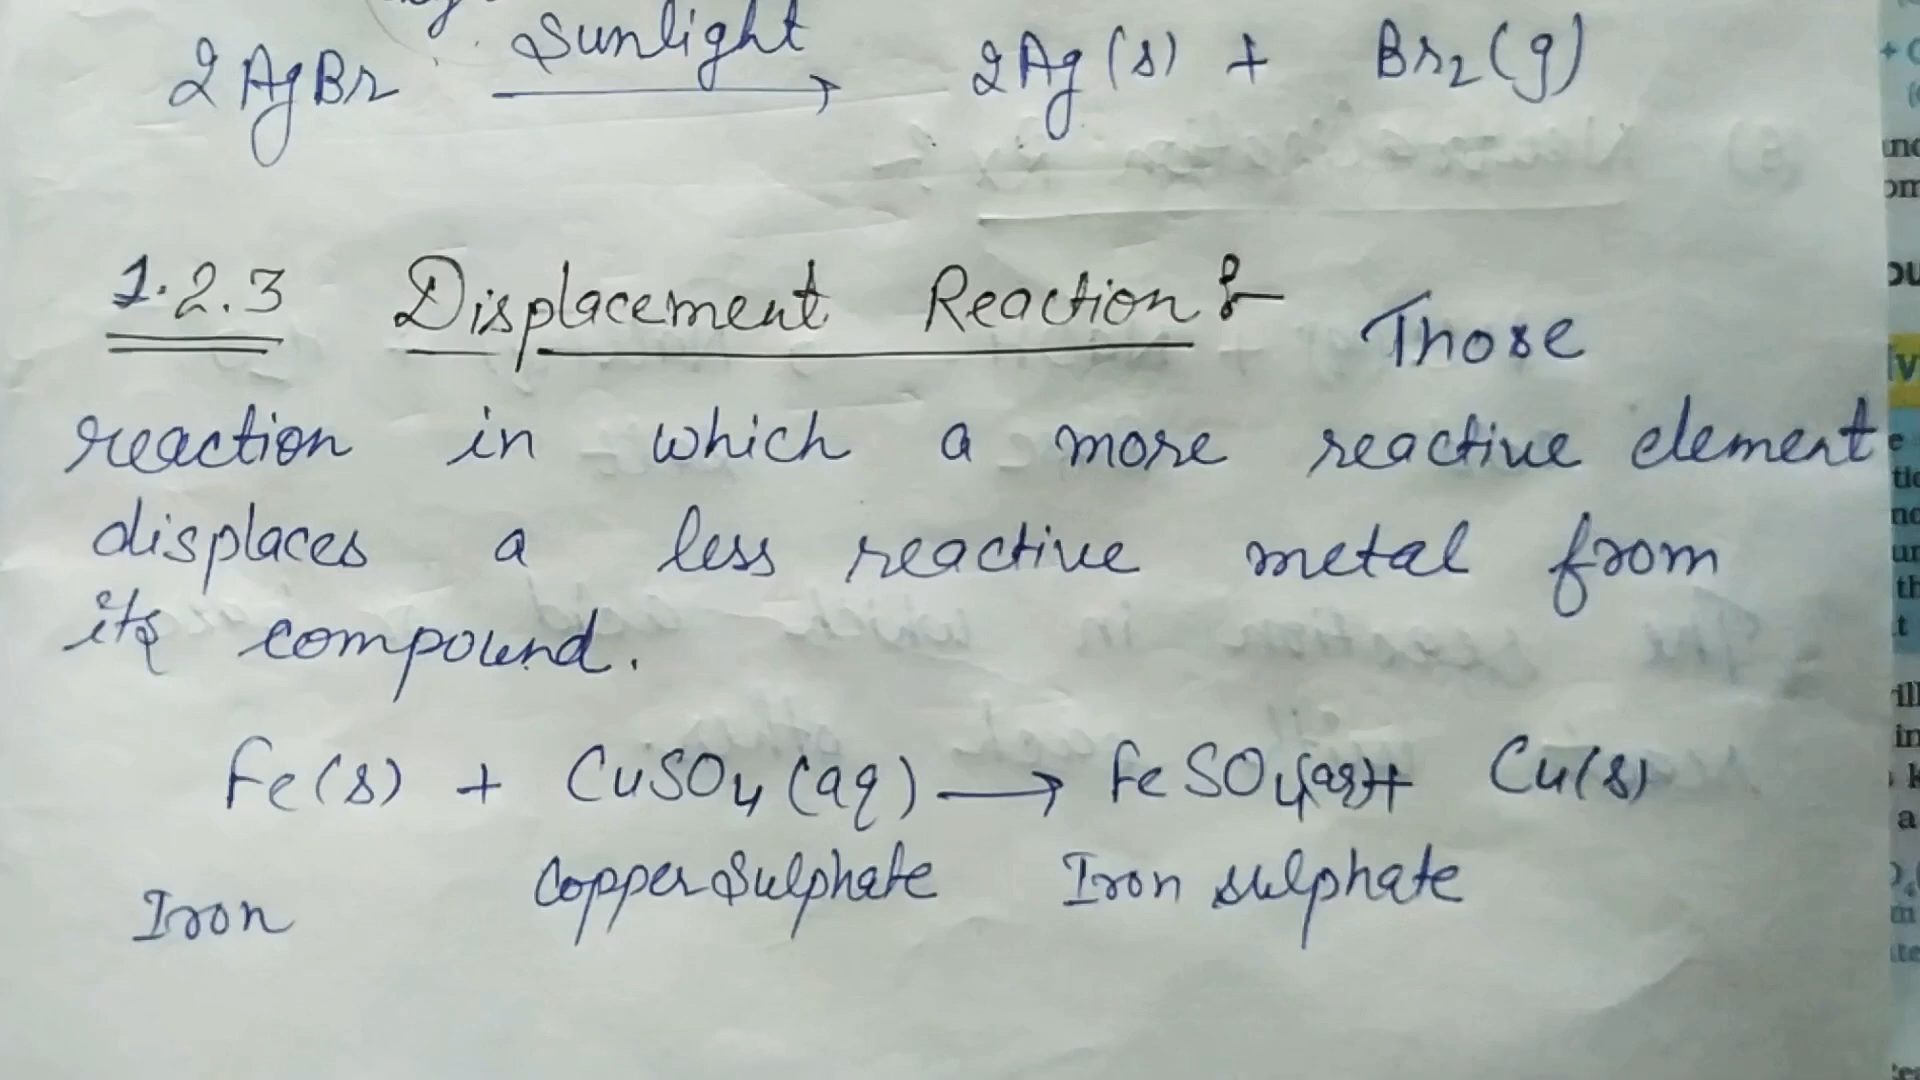 2AgBr Sunlight → 2Ag(s) + Br₂(g)
1.2.3 Displacement Reaction :- Those
reaction in which a more reactive element
displaces a less reactive metal from
its compound.
Fe(s) + CuSO₄(aq) → FeSO₄(aq) + Cu(s)
Iron Copper Sulphate Iron sulphate